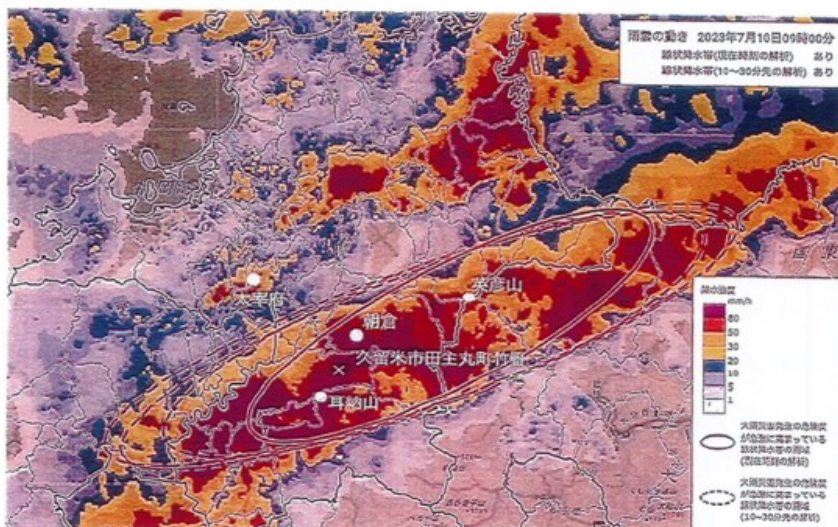 雨雲の動き 2023年7月10日09時00分
線状降水帯(現在時刻の解析) あり
線状降水帯(10~30分先の解析) あり
太宰府
英彦山
朝倉
久留米市田主丸町竹野
耳納山
降水強度
mm/h
80
50
30
20
10
5
1
大雨災害発生の危険度
が急激に高まっている
線状降水帯の雨域
(現在時刻の解析)
大雨災害発生の危険度
が急激に高まっている
線状降水帯の雨域
(10~30分先の解析)